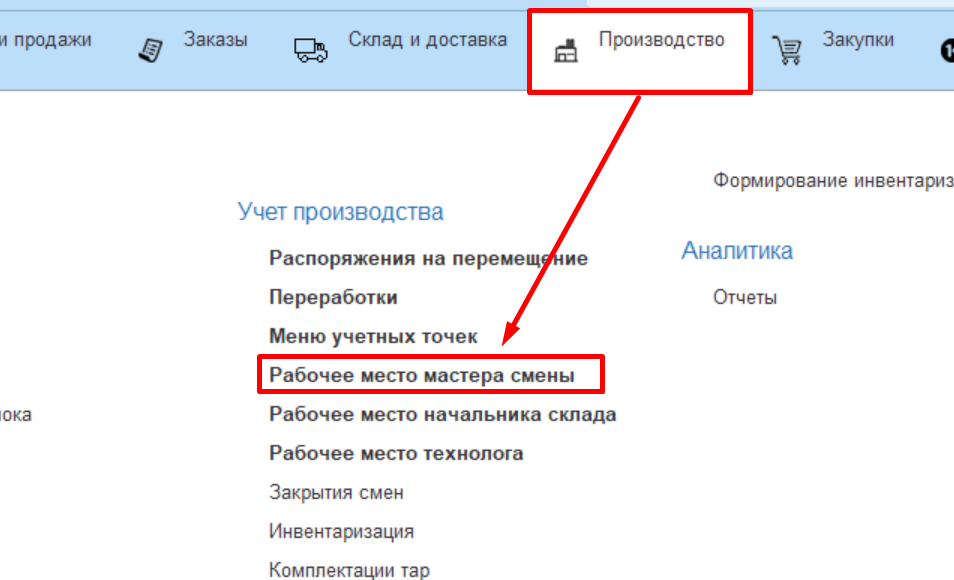 и продажи
Заказы
Склад и доставка
Производство
Закупки
Формирование инвентариз
Учет производства
Распоряжения на перемещение
Переработки
Меню учетных точек
Рабочее место мастера смены
Рабочее место начальника склада
Рабочее место технолога
Закрытия смен
Инвентаризация
Комплектации тар
Аналитика
Отчеты